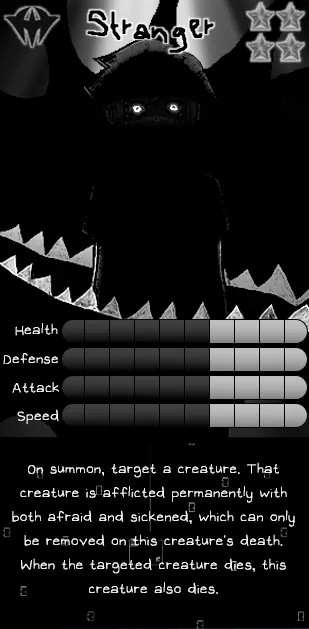 Stranger
Health
Defense
Attack
Speed
On summon, target a creature. That
creature is afflicted permanently with
both afraid and sickened, which can only
be removed on this creature's death.
When the targeted creature dies, this
creature also dies.